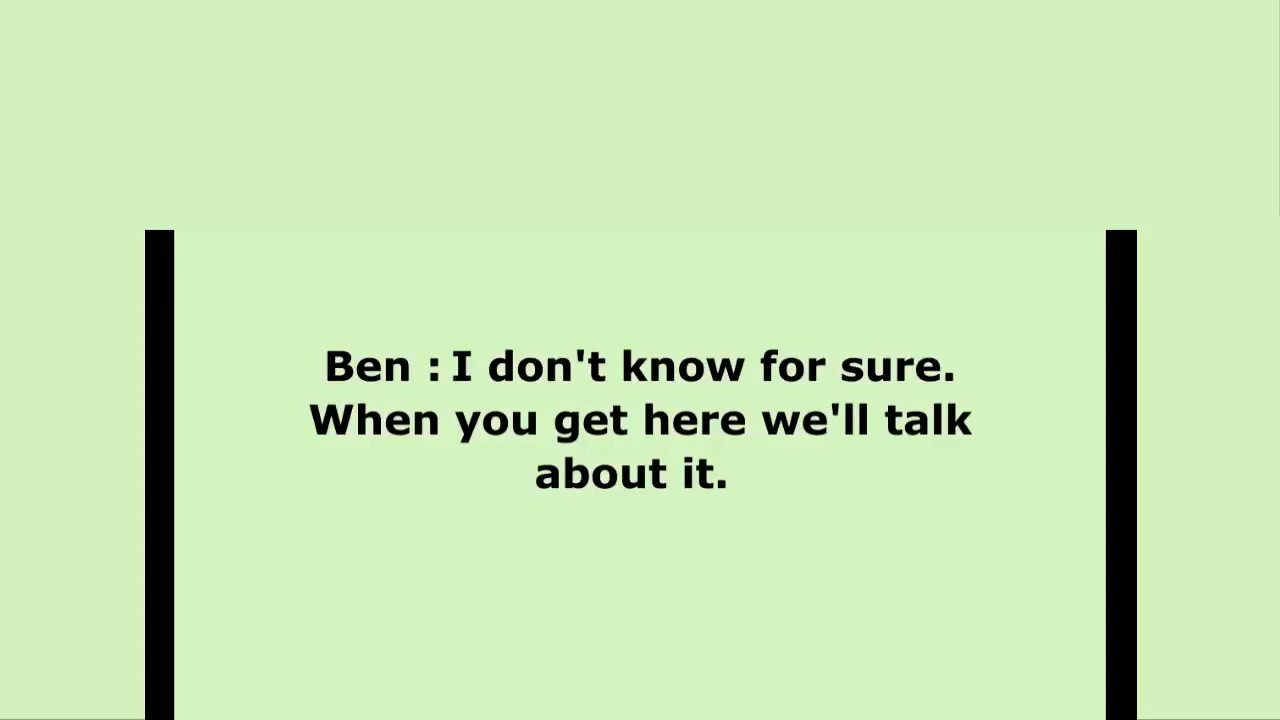 Ben : I don't know for sure.
When you get here we'll talk
about it.